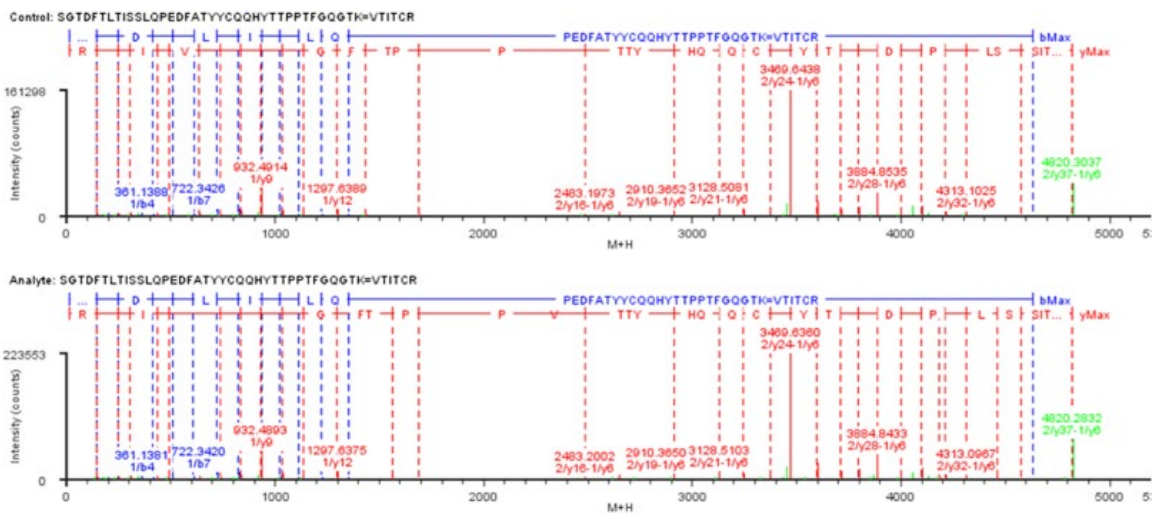 Control: SGTDFTLTISSLQPEDFATYYCQQHYTTPPTFGQGTK=VTITCR
... D L I L Q PEDFATYYCQQHYTTPPTFGQGTK=VTITCR bMax
R I V G F TP P TTY HQ Q C Y T D P LS SIT... yMax
161298
3469.6438
2/y24-1/y6
932.4914
1/y9
4820.3037
2/y37-1/y6
361.1388
1/b4
722.3426
1/b7
1297.6389
1/y12
2483.1973
2/y16-1/y6
2910.3652
2/y19-1/y6
3128.5081
2/y21-1/y6
3884.8535
2/y28-1/y6
4313.1025
2/y32-1/y6
Intensity (counts)
0
0 1000 2000 3000 4000 5000
M+H
Analyte: SGTDFTLTISSLQPEDFATYYCQQHYTTPPTFGQGTK=VTITCR
... D L I L Q PEDFATYYCQQHYTTPPTFGQGTK=VTITCR bMax
R I G FT P P V TTY HQ Q C Y T D P L S SIT... yMax
223553
3469.6360
2/y24-1/y6
932.4893
1/y9
4820.2832
2/y37-1/y6
361.1381
1/b4
722.3420
1/b7
1297.6375
1/y12
2483.2002
2/y16-1/y6
2910.3650
2/y19-1/y6
3128.5103
2/y21-1/y6
3884.8433
2/y28-1/y6
4313.0967
2/y32-1/y6
Intensity (counts)
0
0 1000 2000 3000 4000 5000
M+H